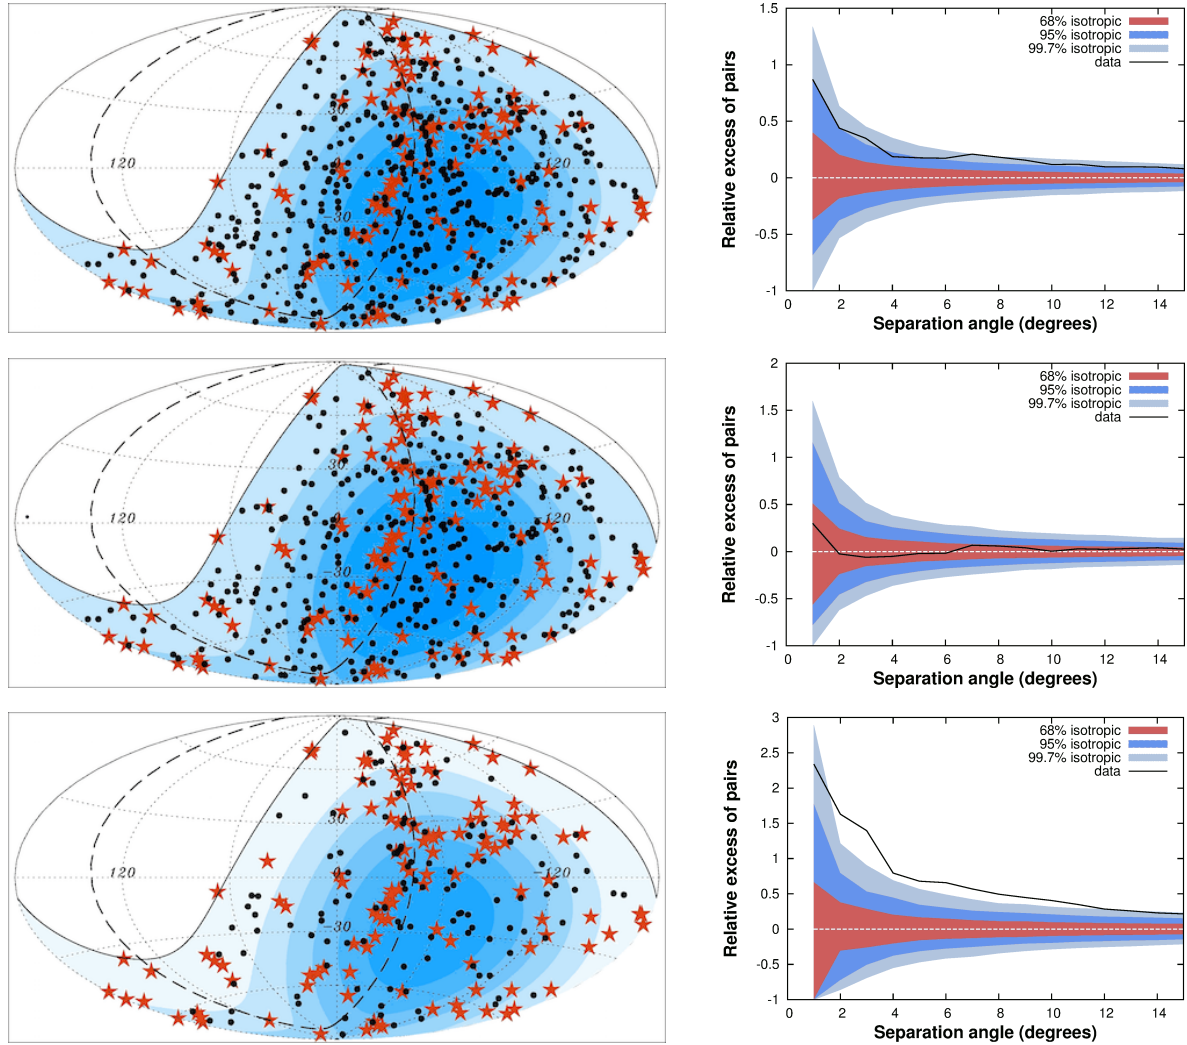 120
30
0
-30
-120
1.5
1
0.5
0
-0.5
-1
0 2 4 6 8 10 12 14
Relative excess of pairs
Separation angle (degrees)
68% isotropic
95% isotropic
99.7% isotropic
data
120
30
0
-30
-120
2
1.5
1
0.5
0
-0.5
-1
0 2 4 6 8 10 12 14
Relative excess of pairs
Separation angle (degrees)
68% isotropic
95% isotropic
99.7% isotropic
data
120
30
0
-30
-120
3
2.5
2
1.5
1
0.5
0
-0.5
-1
0 2 4 6 8 10 12 14
Relative excess of pairs
Separation angle (degrees)
68% isotropic
95% isotropic
99.7% isotropic
data